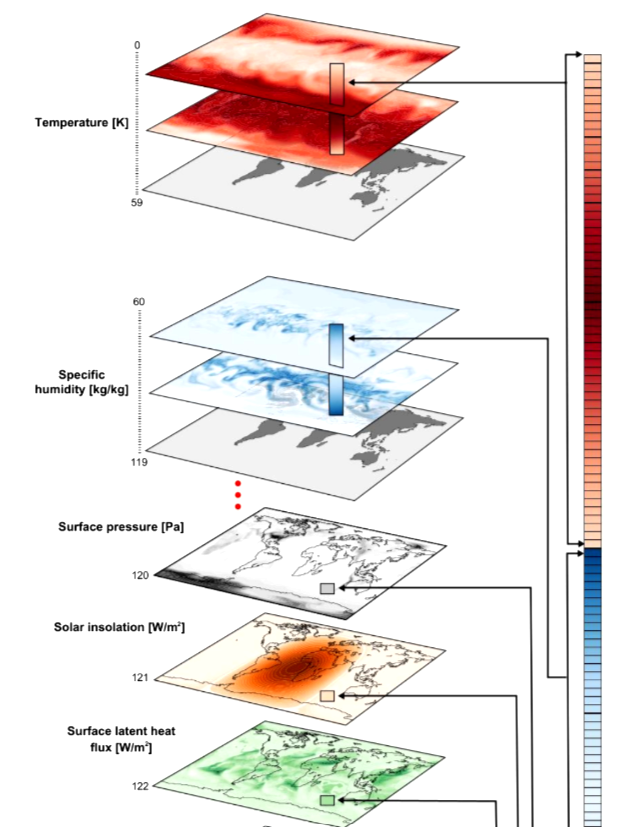 0
Temperature [K]
59
60
Specific
humidity [kg/kg]
119
Surface pressure [Pa]
120
Solar insolation [W/m²]
121
Surface latent heat
flux [W/m²]
122